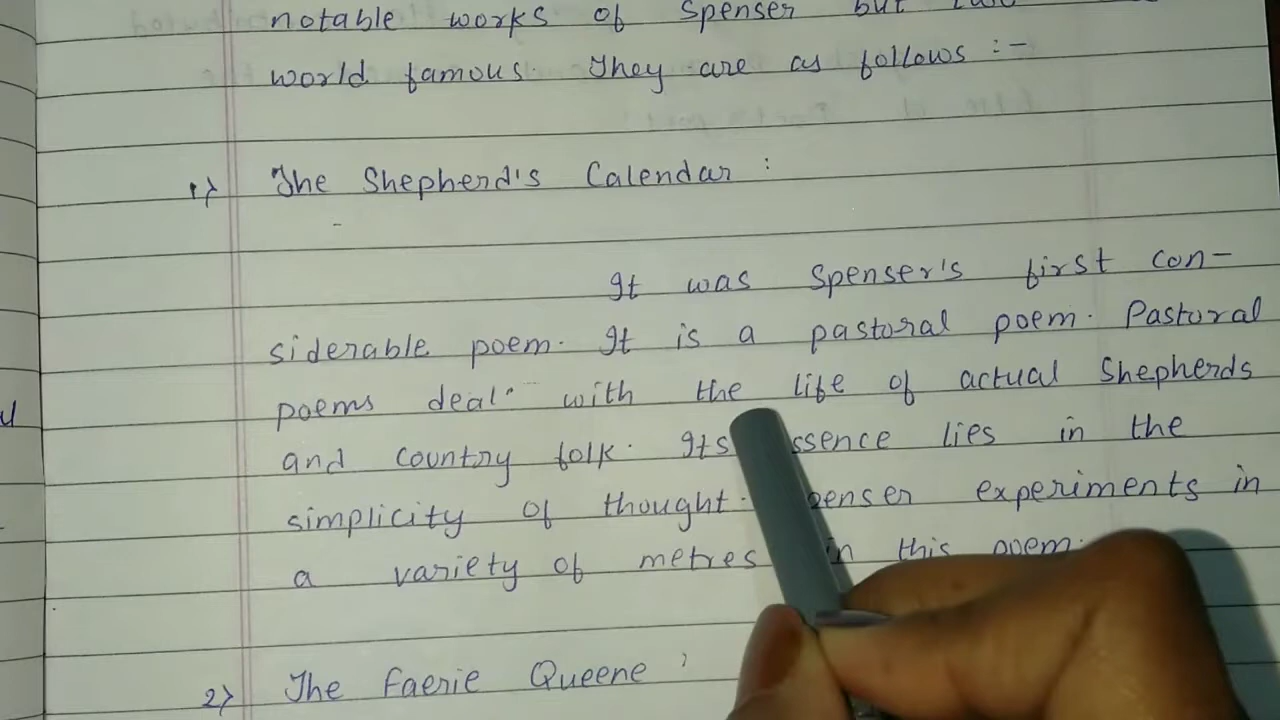 notable works of Spenser but
world famous. They are as follows :-
1) The Shepherd's Calendar :
It was Spenser's first con-
siderable poem. It is a pastoral poem. Pastoral
poems deal with the life of actual Shepherds
and country folk. Its ssence lies in the
simplicity of thought. penser experiments in
a variety of metres in this poem.
2) The Faerie Queene